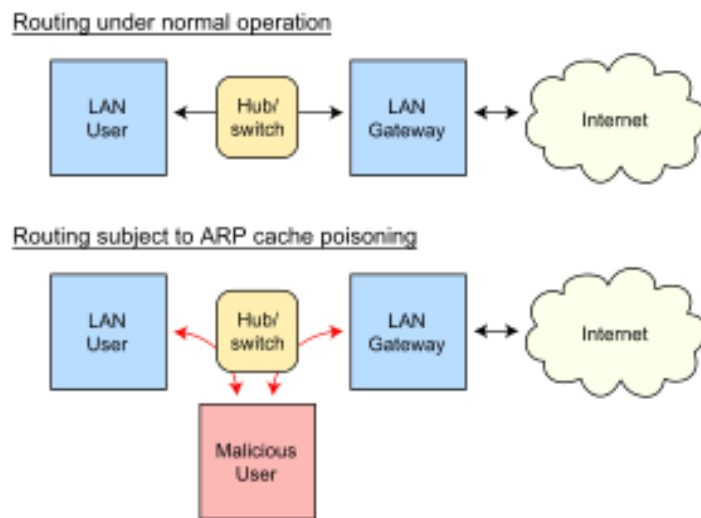 Routing under normal operation
LAN
User
Hub/
switch
LAN
Gateway
Internet
Routing subject to ARP cache poisoning
LAN
User
Hub/
switch
LAN
Gateway
Internet
Malicious
User